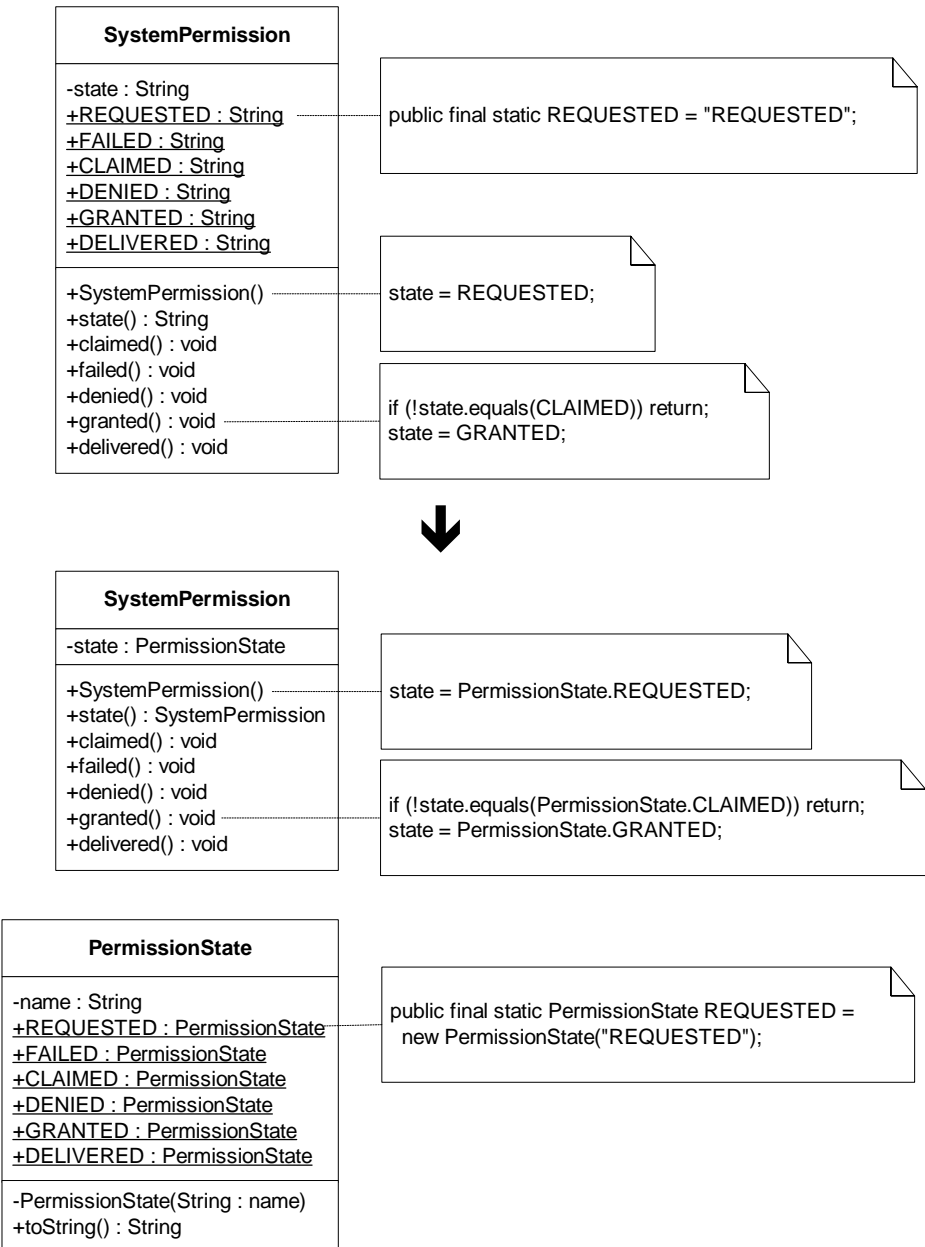 SystemPermission
-state : String
+REQUESTED : String
+FAILED : String
+CLAIMED : String
+DENIED : String
+GRANTED : String
+DELIVERED : String
public final static REQUESTED = "REQUESTED";
+SystemPermission()
+state() : String
+claimed() : void
+failed() : void
+denied() : void
+granted() : void
+delivered() : void
state = REQUESTED;
if (!state.equals(CLAIMED)) return;
state = GRANTED;
SystemPermission
-state : PermissionState
+SystemPermission()
+state() : SystemPermission
+claimed() : void
+failed() : void
+denied() : void
+granted() : void
+delivered() : void
state = PermissionState.REQUESTED;
if (!state.equals(PermissionState.CLAIMED)) return;
state = PermissionState.GRANTED;
PermissionState
-name : String
+REQUESTED : PermissionState
+FAILED : PermissionState
+CLAIMED : PermissionState
+DENIED : PermissionState
+GRANTED : PermissionState
+DELIVERED : PermissionState
-PermissionState(String : name)
+toString() : String
public final static PermissionState REQUESTED =
new PermissionState("REQUESTED");